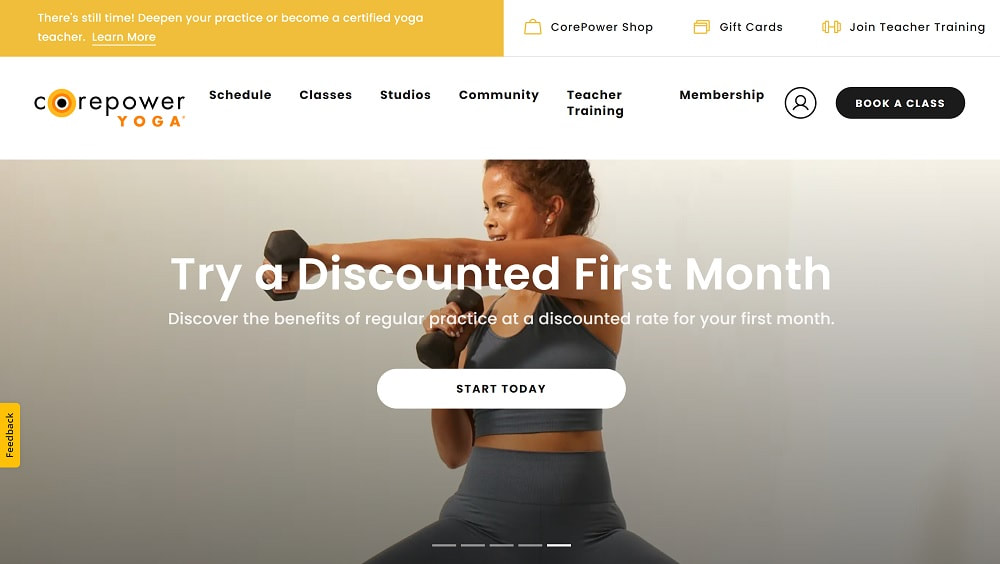 There's still time! Deepen your practice or become a certified yoga
teacher. Learn More
CorePower Shop
Gift Cards
Join Teacher Training
corepower
YOGA
Schedule
Classes
Studios
Community
Teacher
Training
Membership
BOOK A CLASS
Try a Discounted First Month
Discover the benefits of regular practice at a discounted rate for your first month.
START TODAY
Feedback